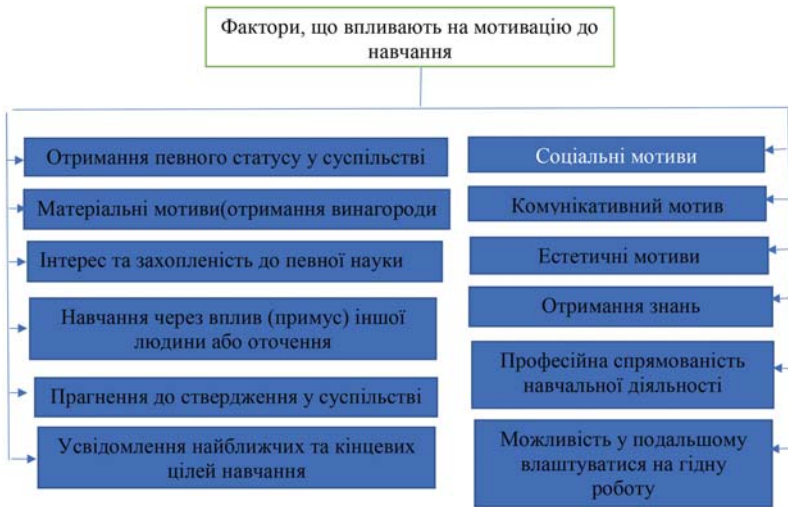 Фактори, що впливають на мотивацію до
навчання
Отримання певного статусу у суспільстві
Матеріальні мотиви(отримання винагороди
Інтерес та захопленість до певної науки
Навчання через вплив (примус) іншої
людини або оточення
Прагнення до ствердження у суспільстві
Усвідомлення найближчих та кінцевих
цілей навчання
Соціальні мотиви
Комунікативний мотив
Естетичні мотиви
Отримання знань
Професійна спрямованість
навчальної діяльності
Можливість у подальшому
влаштуватися на гідну
роботу